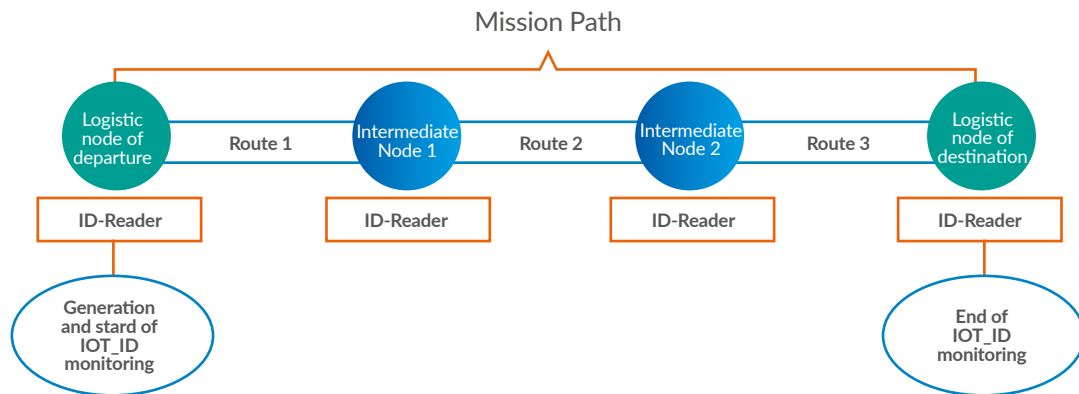 Mission Path
Logistic
node of
departure
Route 1
Intermediate
Node 1
Route 2
Intermediate
Node 2
Route 3
Logistic
node of
destination
ID-Reader
ID-Reader
ID-Reader
ID-Reader
Generation
and stard of
IOT_ID
monitoring
End of
IOT_ID
monitoring